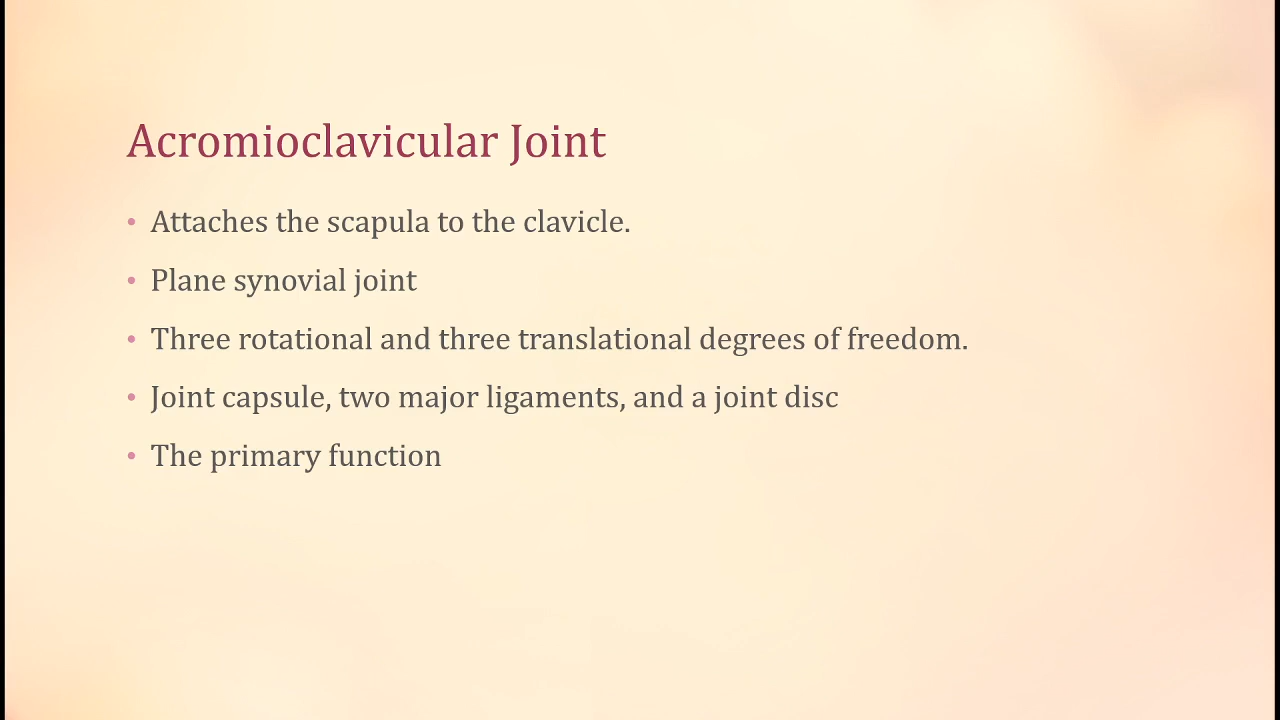 Acromioclavicular Joint
• Attaches the scapula to the clavicle.
• Plane synovial joint
• Three rotational and three translational degrees of freedom.
• Joint capsule, two major ligaments, and a joint disc
• The primary function